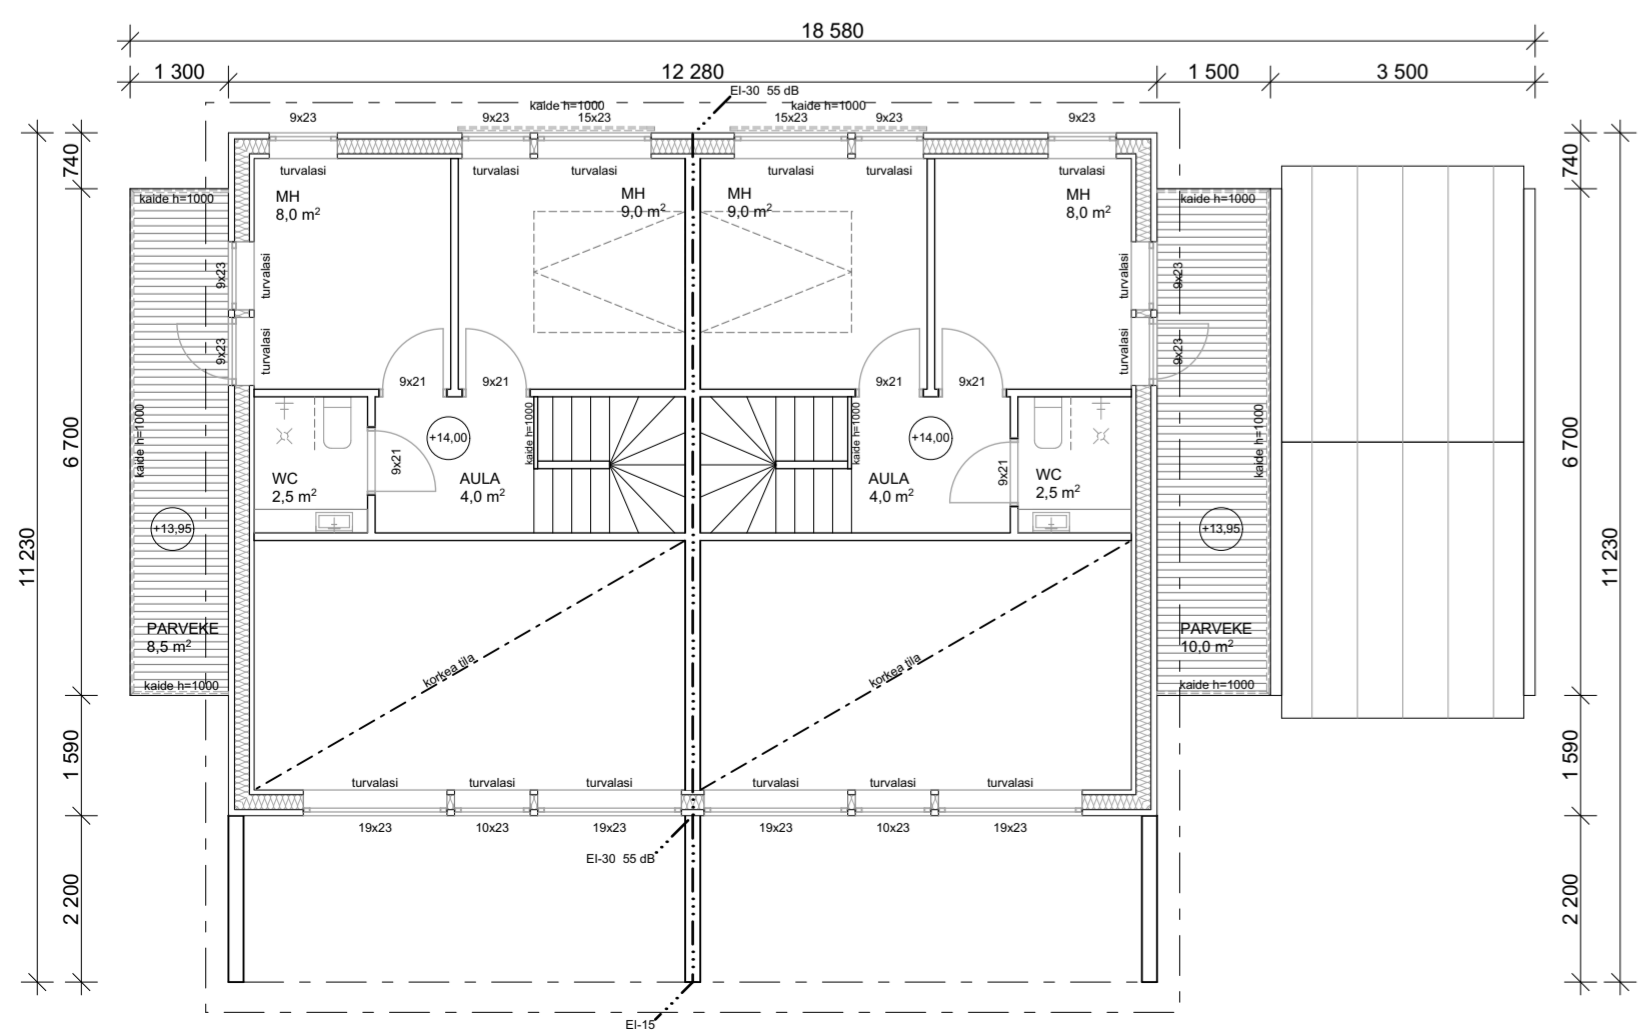 18 580
1 300
12 280
1 500
3 500
EI-30 55 dB
kaide h=1000
kaide h=1000
9x23
9x23
15x23
15x23
9x23
9x23
11 230
740
6 700
1 590
2 200
740
6 700
1 590
2 200
11 230
turvalasi
turvalasi
turvalasi
turvalasi
turvalasi
turvalasi
kaide h=1000
MH
8,0 m²
MH
9,0 m²
MH
9,0 m²
MH
8,0 m²
kaide h=1000
9x23
turvalasi
turvalasi
9x23
9x23
turvalasi
turvalasi
9x23
9x21
9x21
9x21
9x21
kaide h=1000
+14,00
kaide h=1000
kaide h=1000
+14,00
kaide h=1000
9x21
9x21
WC
2,5 m²
AULA
4,0 m²
AULA
4,0 m²
WC
2,5 m²
+13,95
+13,95
PARVEKE
8,5 m²
korkea tila
korkea tila
PARVEKE
10,0 m²
kaide h=1000
kaide h=1000
turvalasi
turvalasi
turvalasi
turvalasi
turvalasi
turvalasi
19x23
10x23
19x23
19x23
10x23
19x23
EI-30 55 dB
EI-15